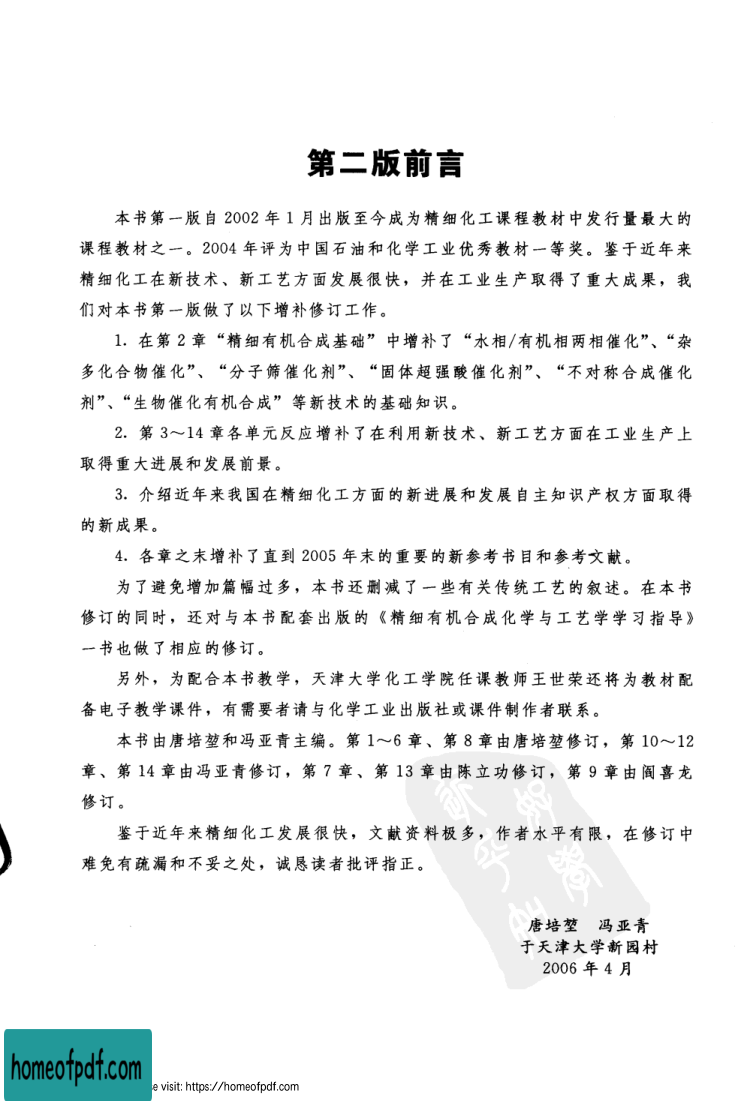 第二版前言
本书第一版自 2002 年 1 月出版至今成为精细化工课程教材中发行量最大的
课程教材之一。2004 年评为中国石油和化学工业优秀教材一等奖。鉴于近年来
精细化工在新技术、新工艺方面发展很快，并在工业生产取得了重大成果，我
们对本书第一版做了以下增补修订工作。
1. 在第 2 章“精细有机合成基础”中增补了“水相/有机相两相催化”、“杂
多化合物催化”、“分子筛催化剂”、“固体超强酸催化剂”、“不对称合成催化
剂”、“生物催化有机合成”等新技术的基础知识。
2. 第 3～14 章各单元反应增补了在利用新技术、新工艺方面在工业生产上
取得重大进展和发展前景。
3. 介绍近年来我国在精细化工方面的新进展和发展自主知识产权方面取得
的新成果。
4. 各章之末增补了直到 2005 年末的重要的新参考书目和参考文献。
为了避免增加篇幅过多，本书还删减了一些有关传统工艺的叙述。在本书
修订的同时，还对与本书配套出版的《精细有机合成化学与工艺学学习指导》
一书也做了相应的修订。
另外，为配合本书教学，天津大学化工学院任课教师王世荣还将为教材配
备电子教学课件，有需要者请与化学工业出版社或课件制作者联系。
本书由唐培堃和冯亚青主编。第 1～6 章、第 8 章由唐培堃修订，第 10～12
章、第 14 章由冯亚青修订，第 7 章、第 13 章由陈立功修订，第 9 章由阎喜龙
修订。
鉴于近年来精细化工发展很快，文献资料极多，作者水平有限，在修订中
难免有疏漏和不妥之处，诚恳读者批评指正。
唐培堃 冯亚青
于天津大学新园村
2006 年 4 月
homeofpdf.com
e visit: https://homeofpdf.com